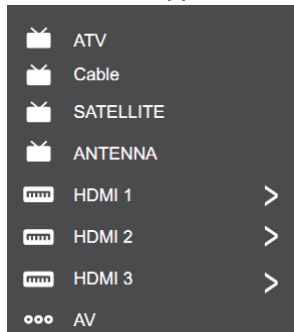 ATV
Cable
SATELLITE
ANTENNA
HDMI 1 >
HDMI 2 >
HDMI 3 >
AV